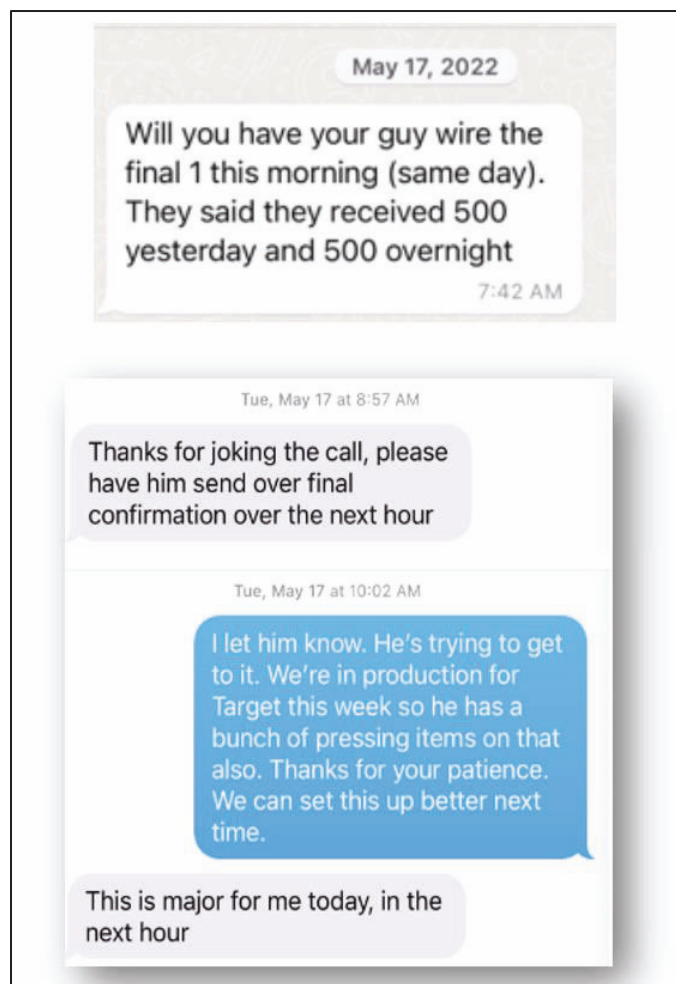 May 17, 2022
Will you have your guy wire the
final 1 this morning (same day).
They said they received 500
yesterday and 500 overnight
7:42 AM
Tue, May 17 at 8:57 AM
Thanks for joking the call, please
have him send over final
confirmation over the next hour
Tue, May 17 at 10:02 AM
I let him know. He's trying to get
to it. We're in production for
Target this week so he has a
bunch of pressing items on that
also. Thanks for your patience.
We can set this up better next
time.
This is major for me today, in the
next hour